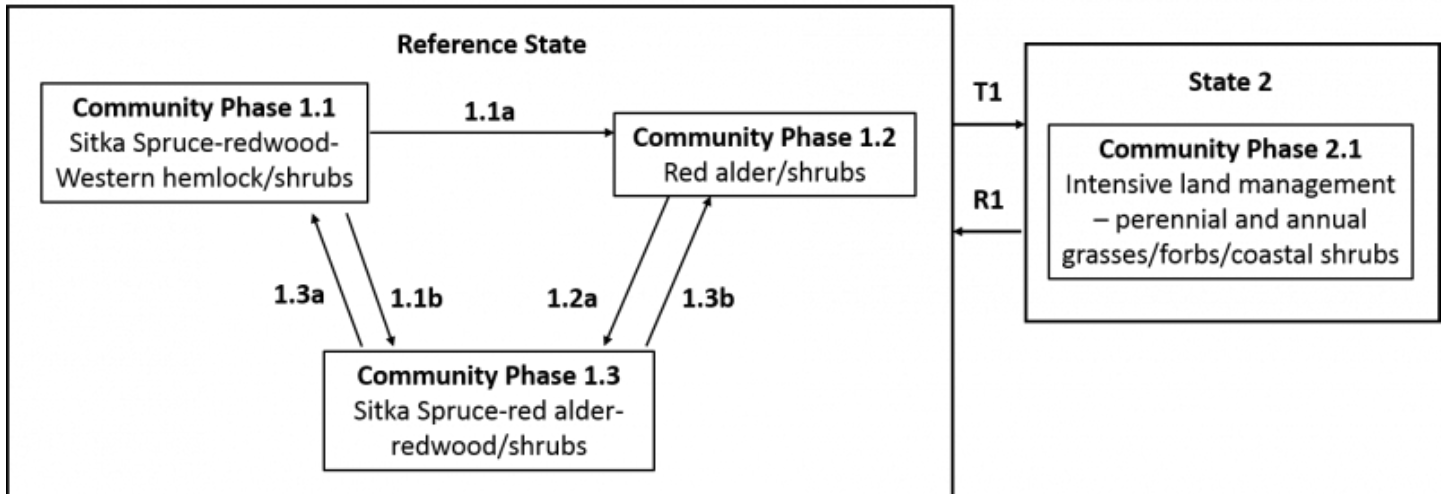 Reference State
Community Phase 1.1
Sitka Spruce-redwood-
Western hemlock/shrubs
1.1a
Community Phase 1.2
Red alder/shrubs
1.3a
1.1b
1.2a
1.3b
Community Phase 1.3
Sitka Spruce-red alder-
redwood/shrubs
T1
R1
State 2
Community Phase 2.1
Intensive land management
– perennial and annual
grasses/forbs/coastal shrubs